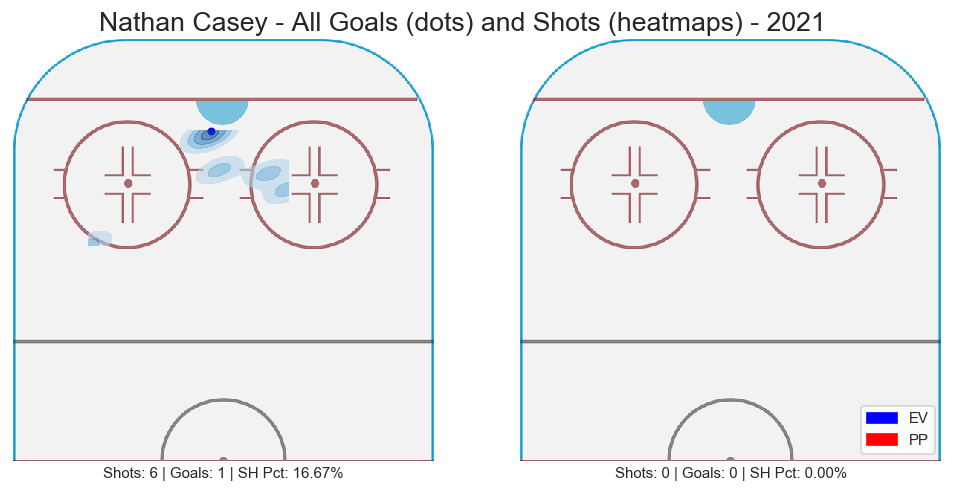 Nathan Casey - All Goals (dots) and Shots (heatmaps) - 2021
EV
PP
Shots: 6 | Goals: 1 | SH Pct: 16.67%
Shots: 0 | Goals: 0 | SH Pct: 0.00%